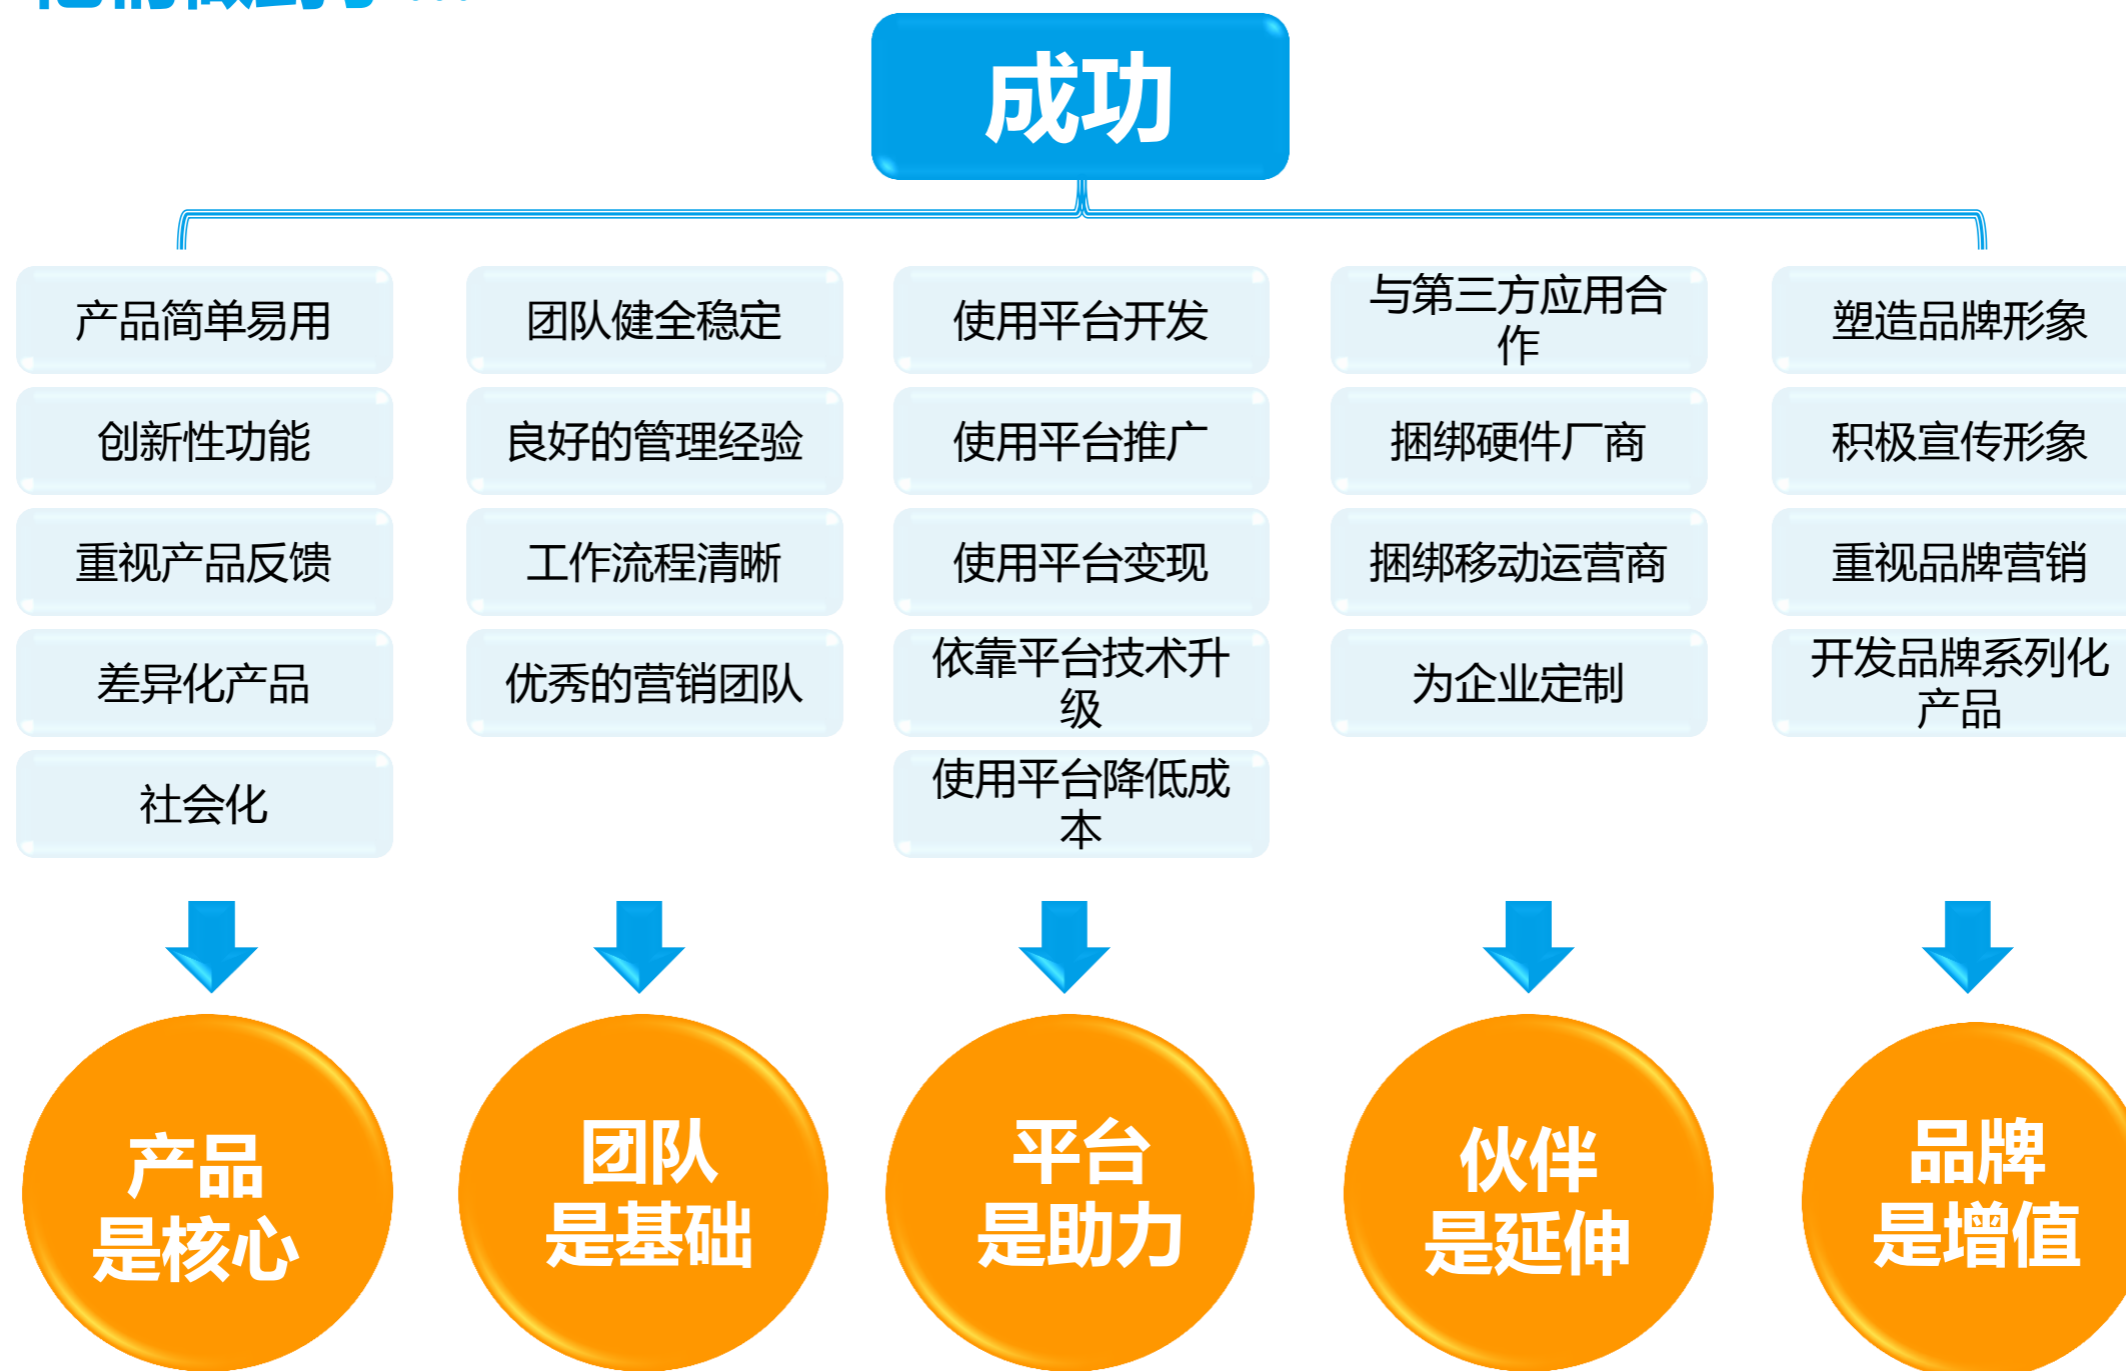 成功
产品简单易用
创新性功能
重视产品反馈
差异化产品
社会化
团队健全稳定
良好的管理经验
工作流程清晰
优秀的营销团队
使用平台开发
使用平台推广
使用平台变现
依靠平台技术升
级
使用平台降低成
本
与第三方应用合
作
捆绑硬件厂商
捆绑移动运营商
为企业定制
塑造品牌形象
积极宣传形象
重视品牌营销
开发品牌系列化
产品
产品
是核心
团队
是基础
平台
是助力
伙伴
是延伸
品牌
是增值